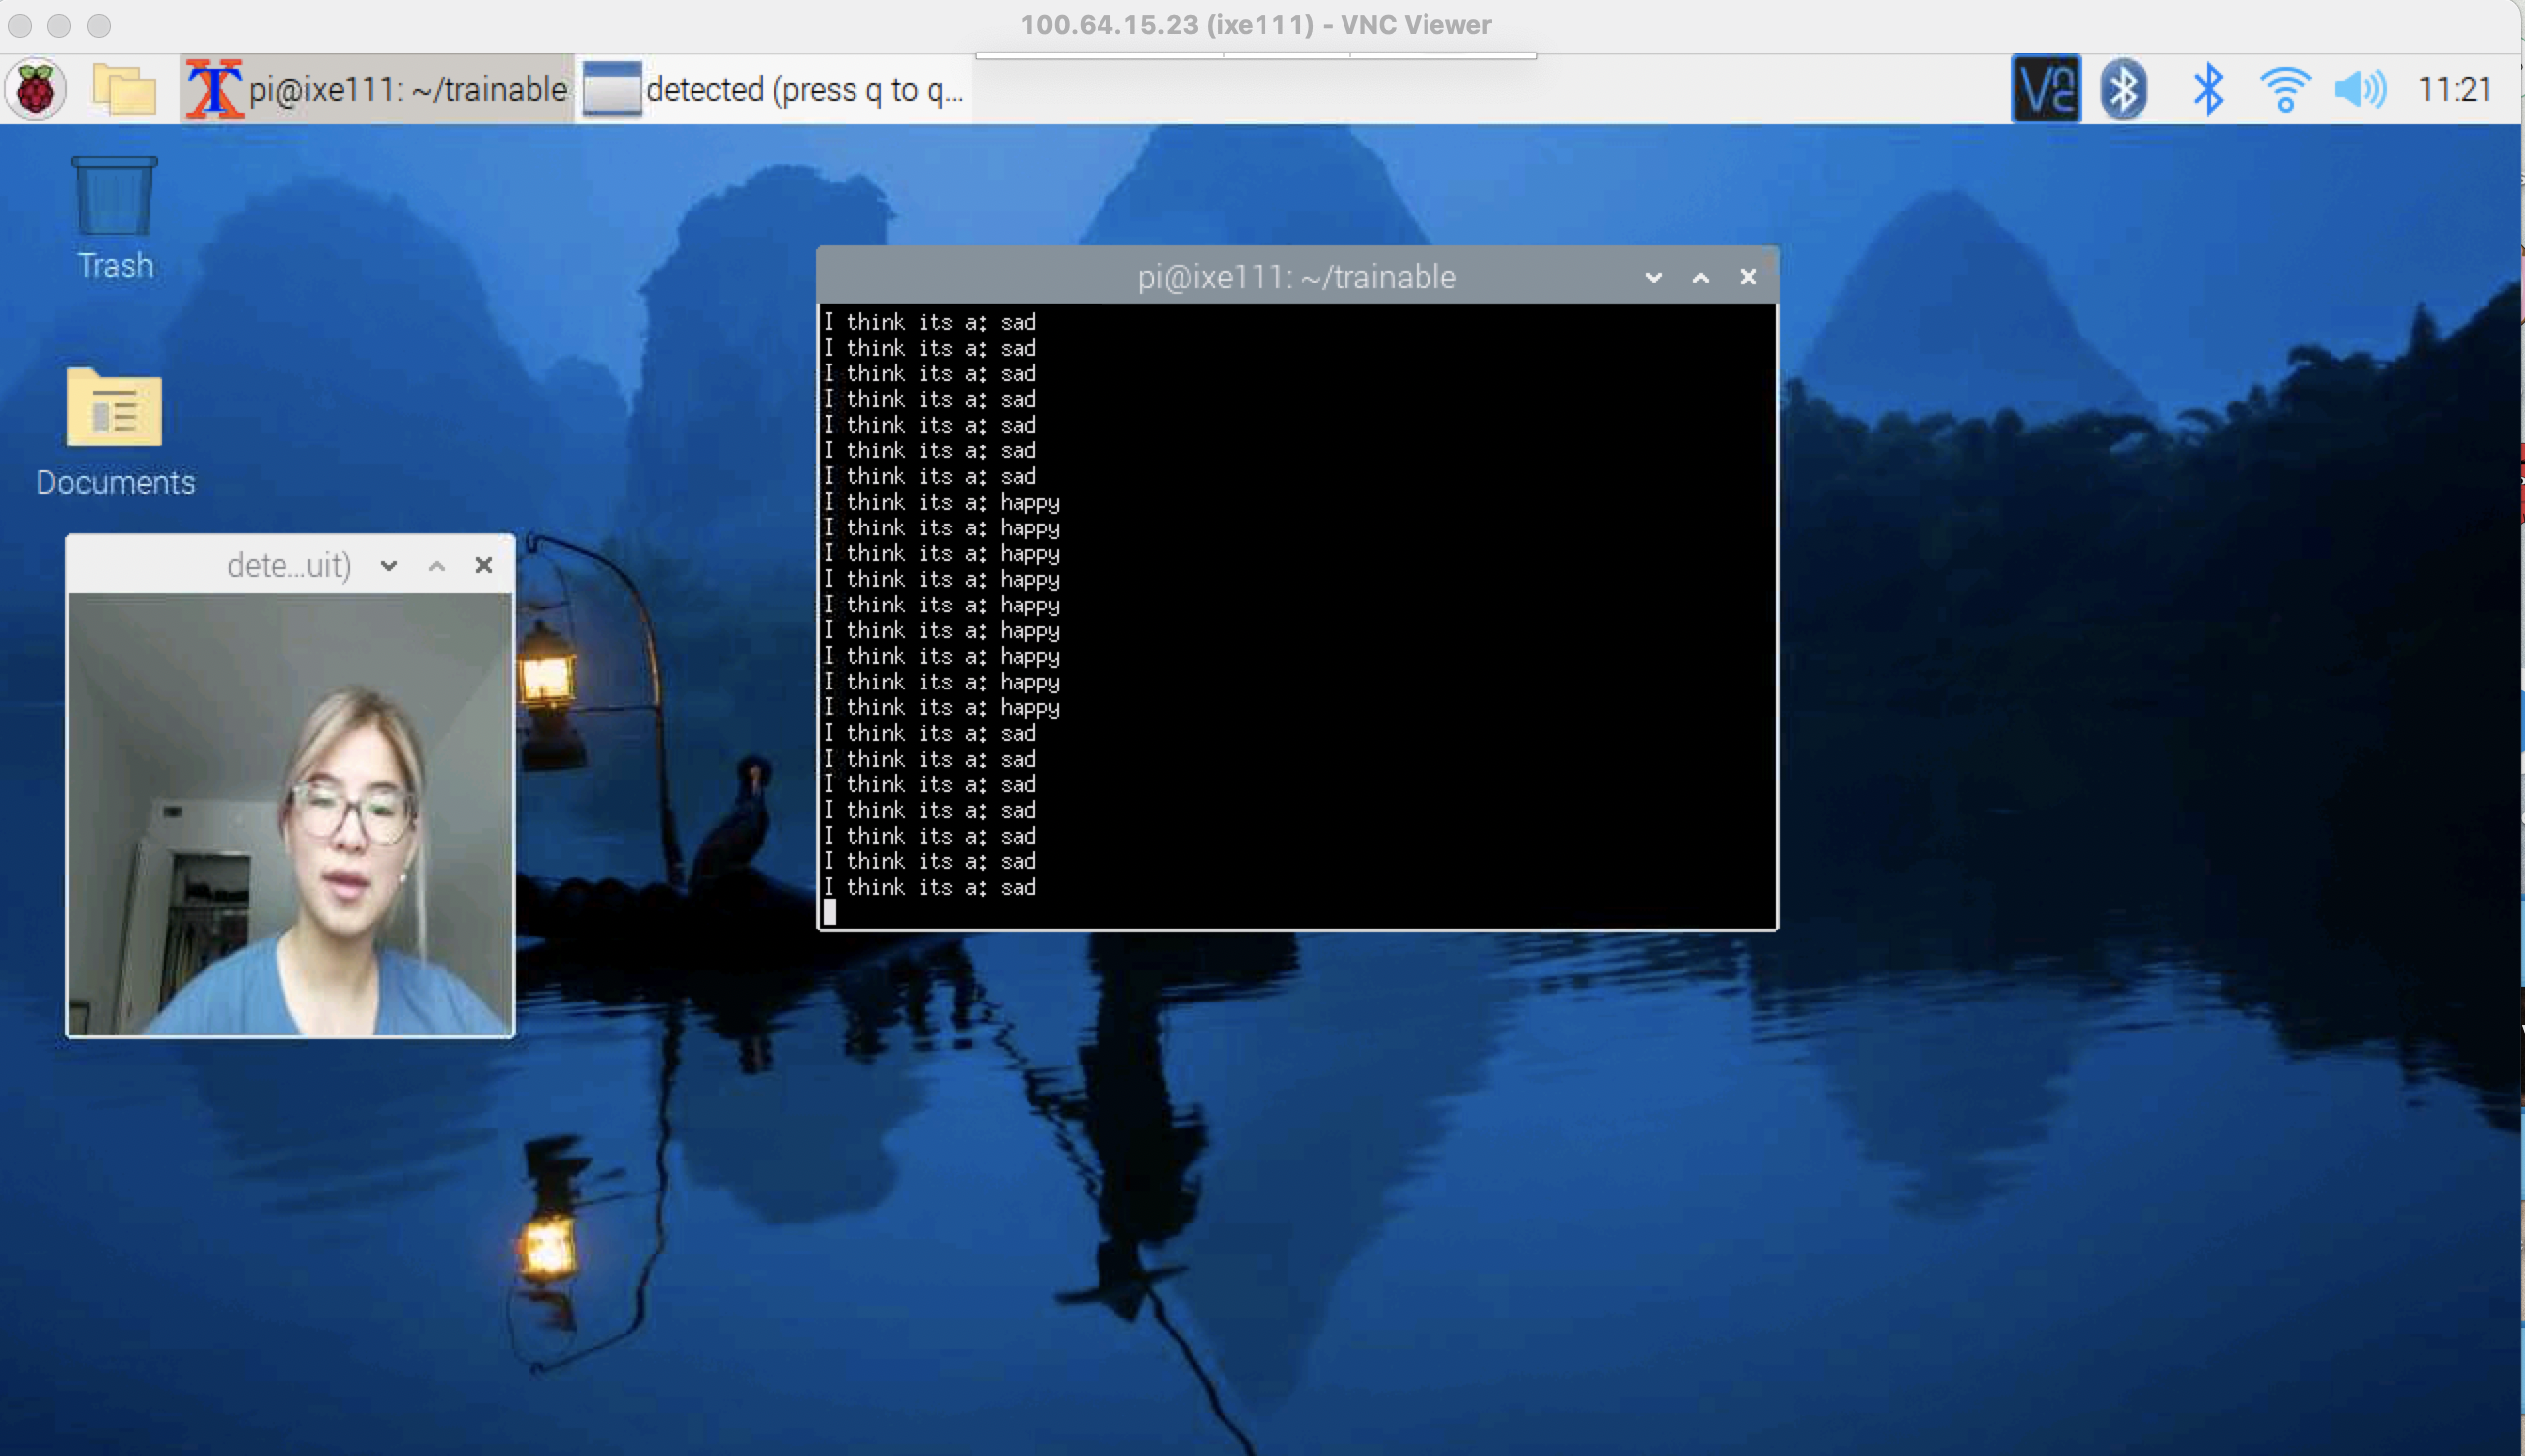 100.64.15.23 (ixe111) - VNC Viewer
pi@ixe111: ~/trainable
detected (press q to q...
11:21
Trash
Documents
dete...uit)
pi@ixe111: ~/trainable
I think its a: sad
I think its a: sad
I think its a: sad
I think its a: sad
I think its a: sad
I think its a: sad
I think its a: sad
I think its a: happy
I think its a: happy
I think its a: happy
I think its a: happy
I think its a: happy
I think its a: happy
I think its a: happy
I think its a: happy
I think its a: happy
I think its a: sad
I think its a: sad
I think its a: sad
I think its a: sad
I think its a: sad
I think its a: sad
I think its a: sad